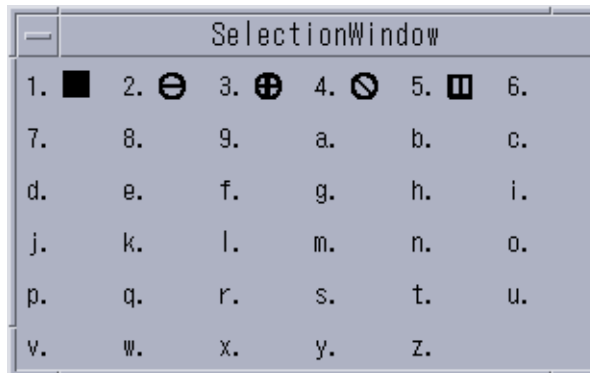 SelectionWindow
1. ■ 2. ⊖ 3. ⊕ 4. ⦸ 5. ◫ 6.
7. 8. 9. a. b. c.
d. e. f. g. h. i.
j. k. l. m. n. o.
p. q. r. s. t. u.
v. w. x. y. z.